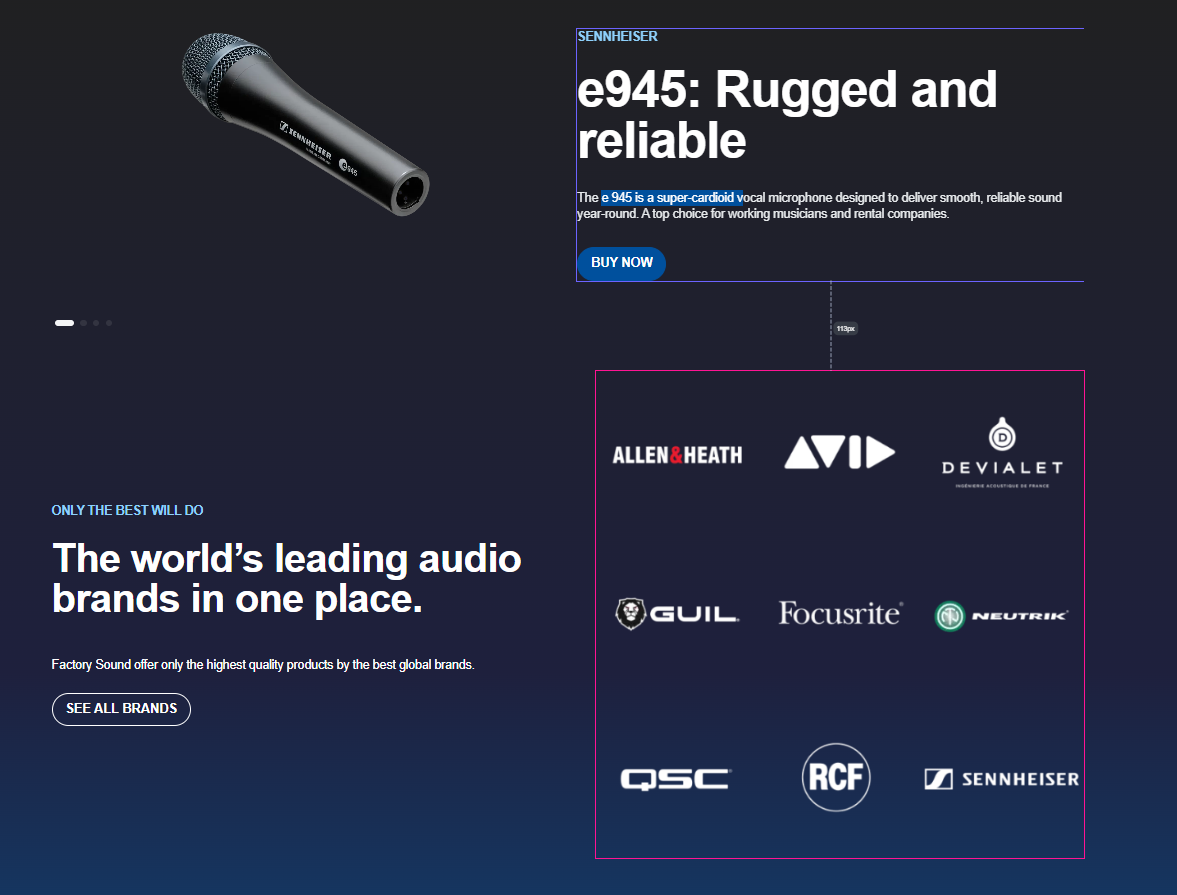 SENNHEISER
e945: Rugged and
reliable
The e 945 is a super-cardioid vocal microphone designed to deliver smooth, reliable sound
year-round. A top choice for working musicians and rental companies.
BUY NOW
SENNHEISER
e945
113px
ALLEN&HEATH
AVID
D
DEVIALET
INGÉNIERIE ACOUSTIQUE DE FRANCE
ONLY THE BEST WILL DO
The world’s leading audio
brands in one place.
GUIL
Focusrite®
NEUTRIK®
Factory Sound offer only the highest quality products by the best global brands.
SEE ALL BRANDS
QSC
RCF
SENNHEISER